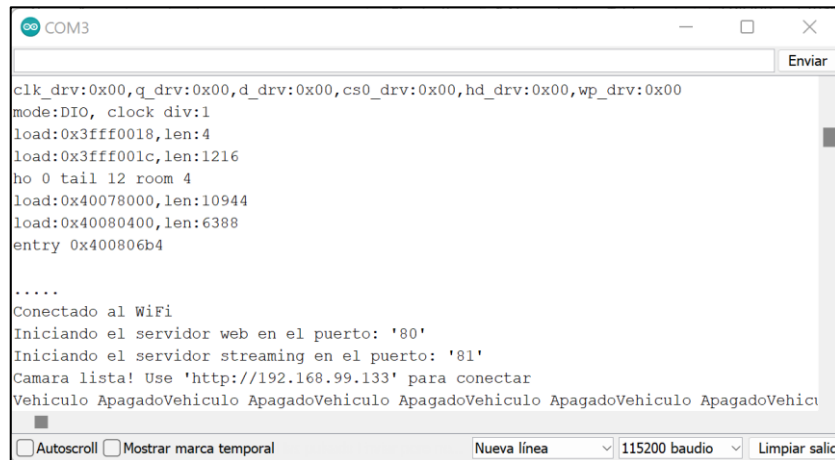 COM3
Enviar
clk_drv:0x00,q_drv:0x00,d_drv:0x00,cs0_drv:0x00,hd_drv:0x00,wp_drv:0x00
mode:DIO, clock div:1
load:0x3fff0018,len:4
load:0x3fff001c,len:1216
ho 0 tail 12 room 4
load:0x40078000,len:10944
load:0x40080400,len:6388
entry 0x400806b4
.....
Conectado al WiFi
Iniciando el servidor web en el puerto: '80'
Iniciando el servidor streaming en el puerto: '81'
Camara lista! Use 'http://192.168.99.133' para conectar
Vehiculo ApagadoVehiculo ApagadoVehiculo ApagadoVehiculo ApagadoVehiculo ApagadoVehicu
Autoscroll Mostrar marca temporal Nueva línea 115200 baudio Limpiar salid